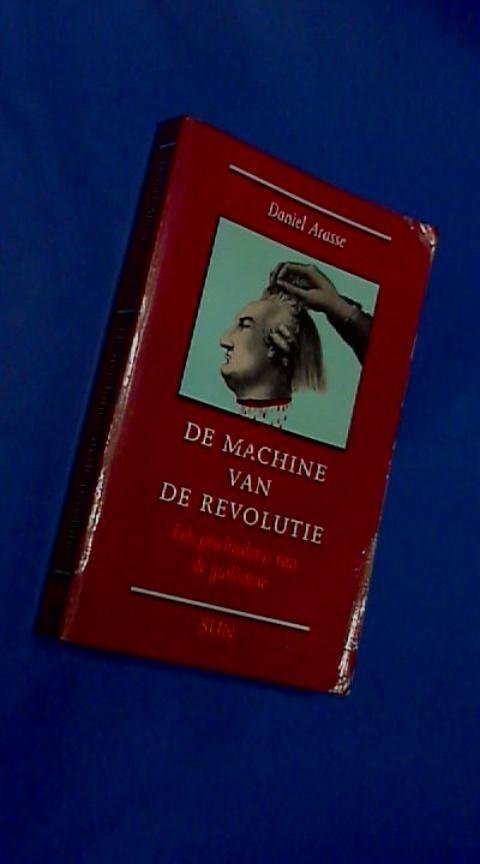 Daniel Arasse
DE MACHINE
VAN
DE REVOLUTIE
Een geschiedenis van
de guillotine
SUN